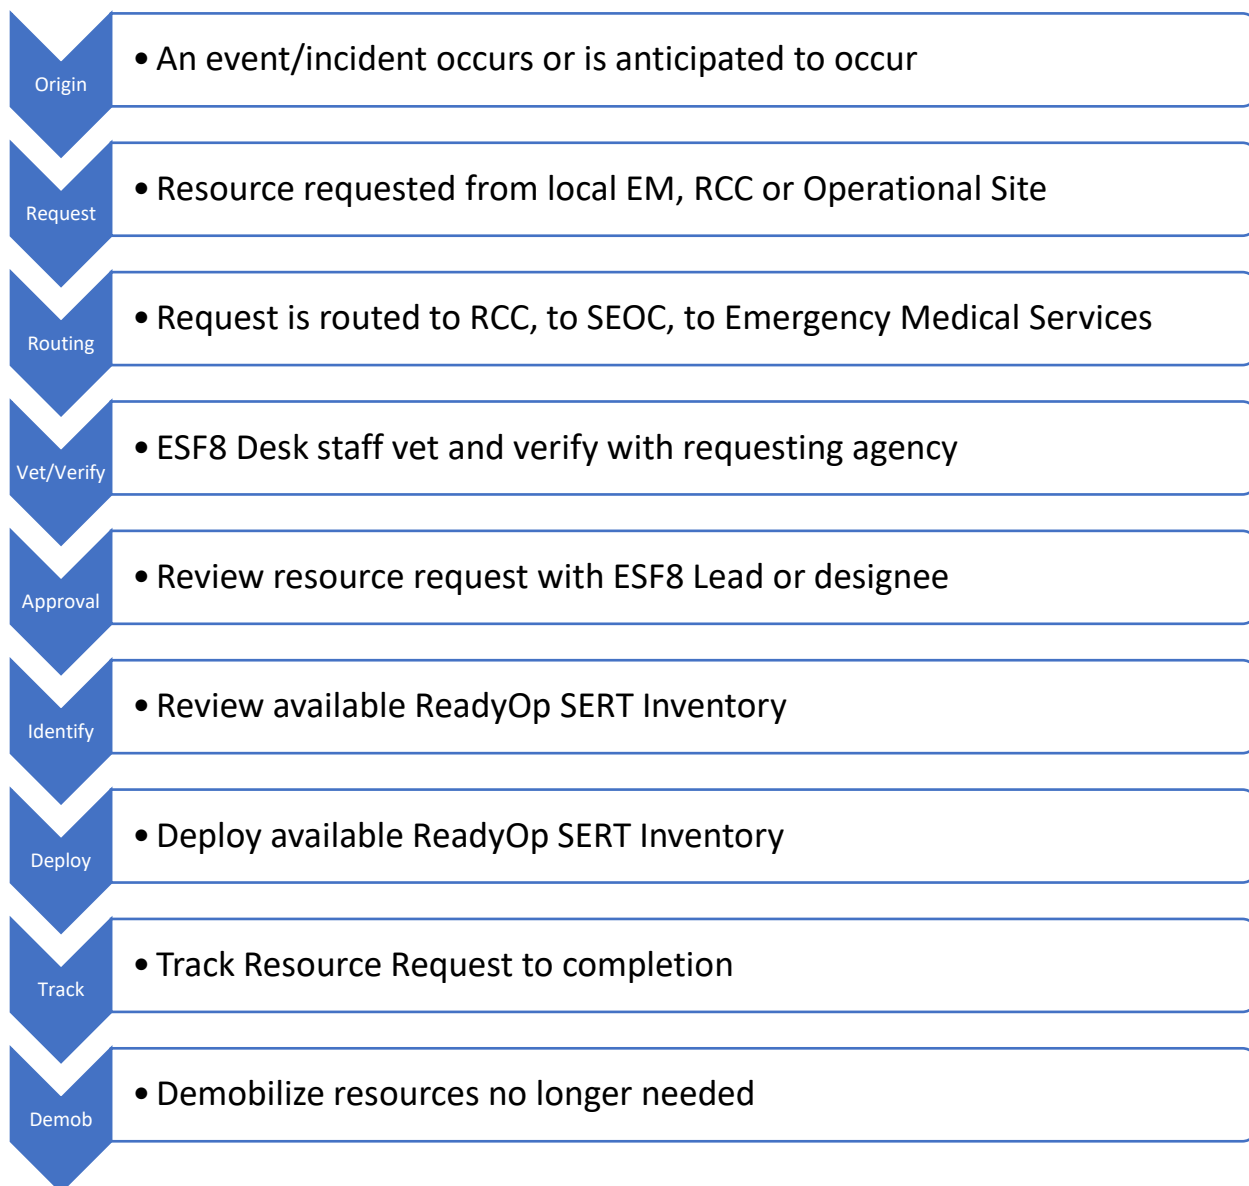 Origin
• An event/incident occurs or is anticipated to occur
Request
• Resource requested from local EM, RCC or Operational Site
Routing
• Request is routed to RCC, to SEOC, to Emergency Medical Services
Vet/Verify
• ESF8 Desk staff vet and verify with requesting agency
Approval
• Review resource request with ESF8 Lead or designee
Identify
• Review available ReadyOp SERT Inventory
Deploy
• Deploy available ReadyOp SERT Inventory
Track
• Track Resource Request to completion
Demob
• Demobilize resources no longer needed